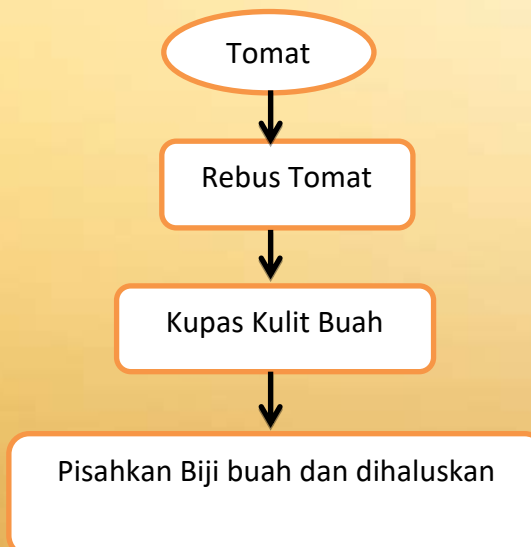 Tomat
Rebus Tomat
Kupas Kulit Buah
Pisahkan Biji buah dan dihaluskan